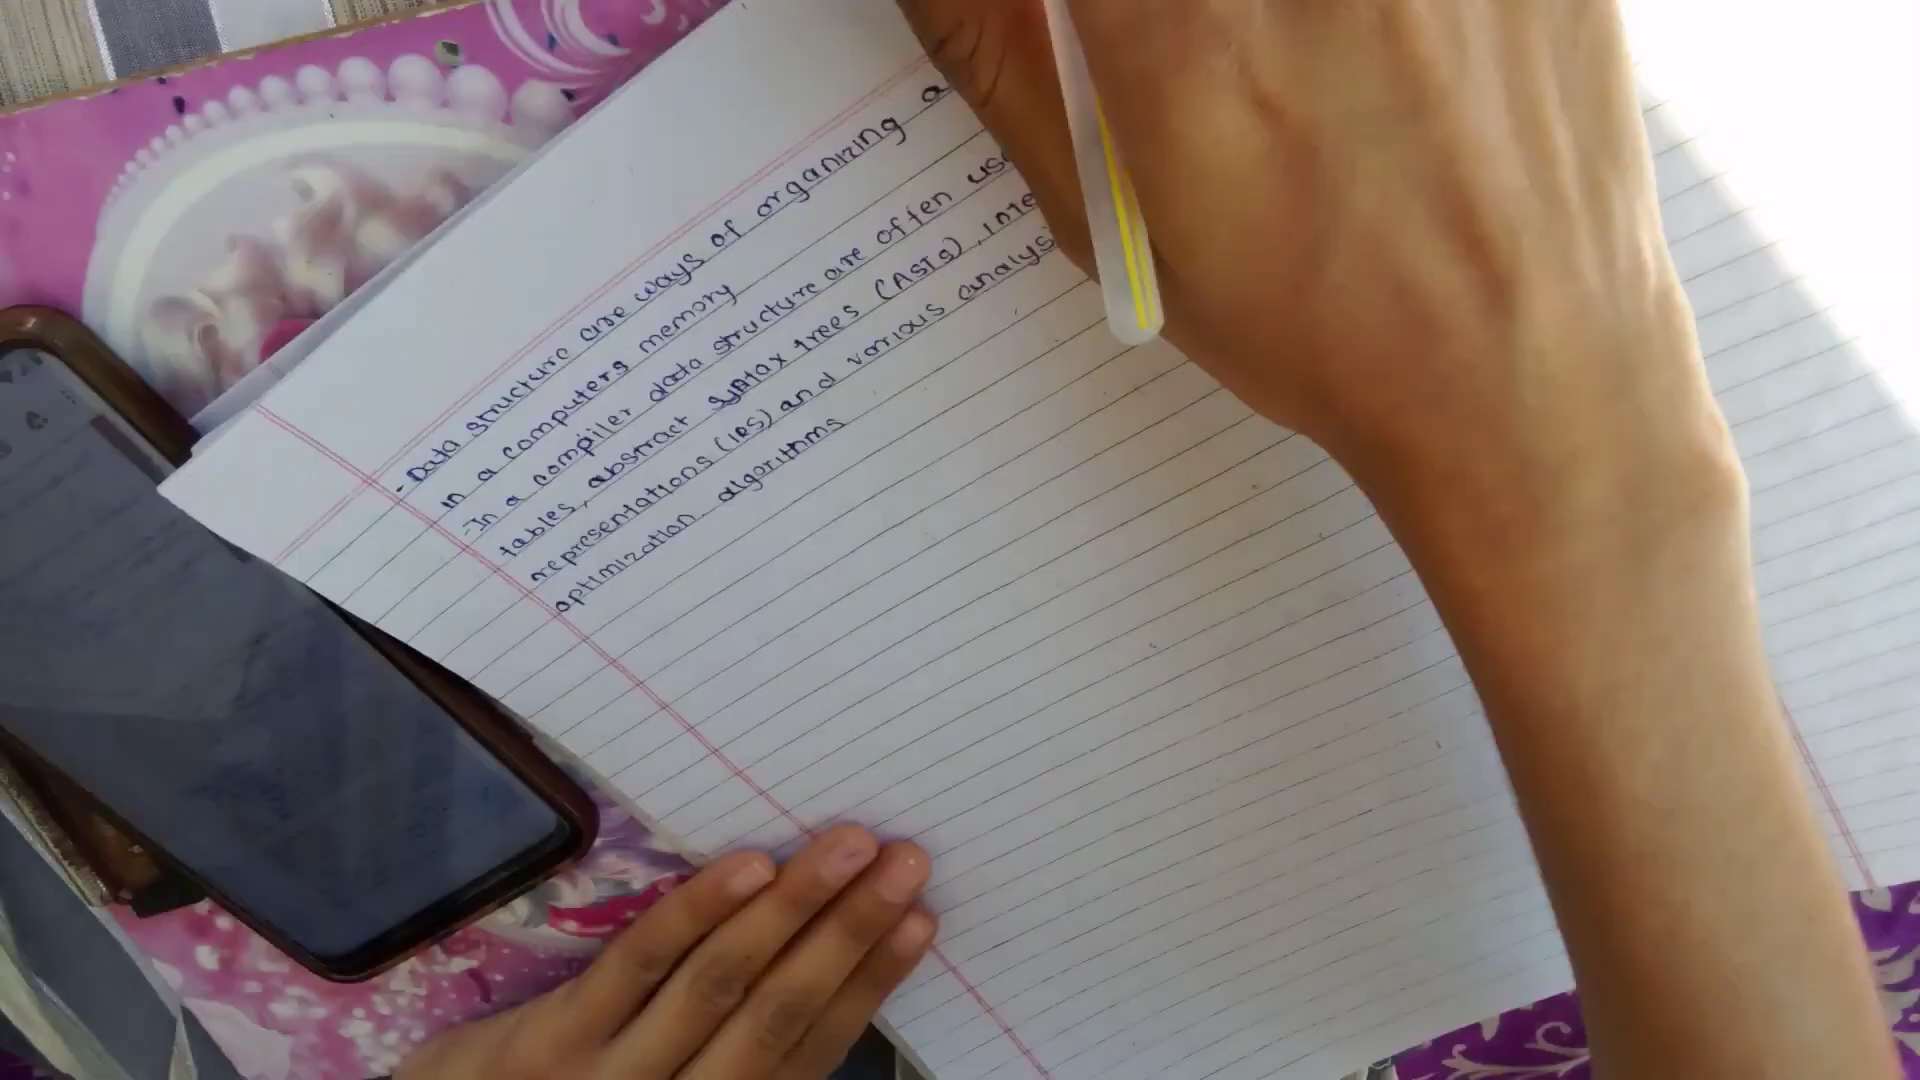 - Data structure are ways of organizing a
in a computers memory
- In a compiler data structure are often us
tables, abstract syntax trees (ASTs), inte
representations (IRS) and various analysi
optimization algorithms